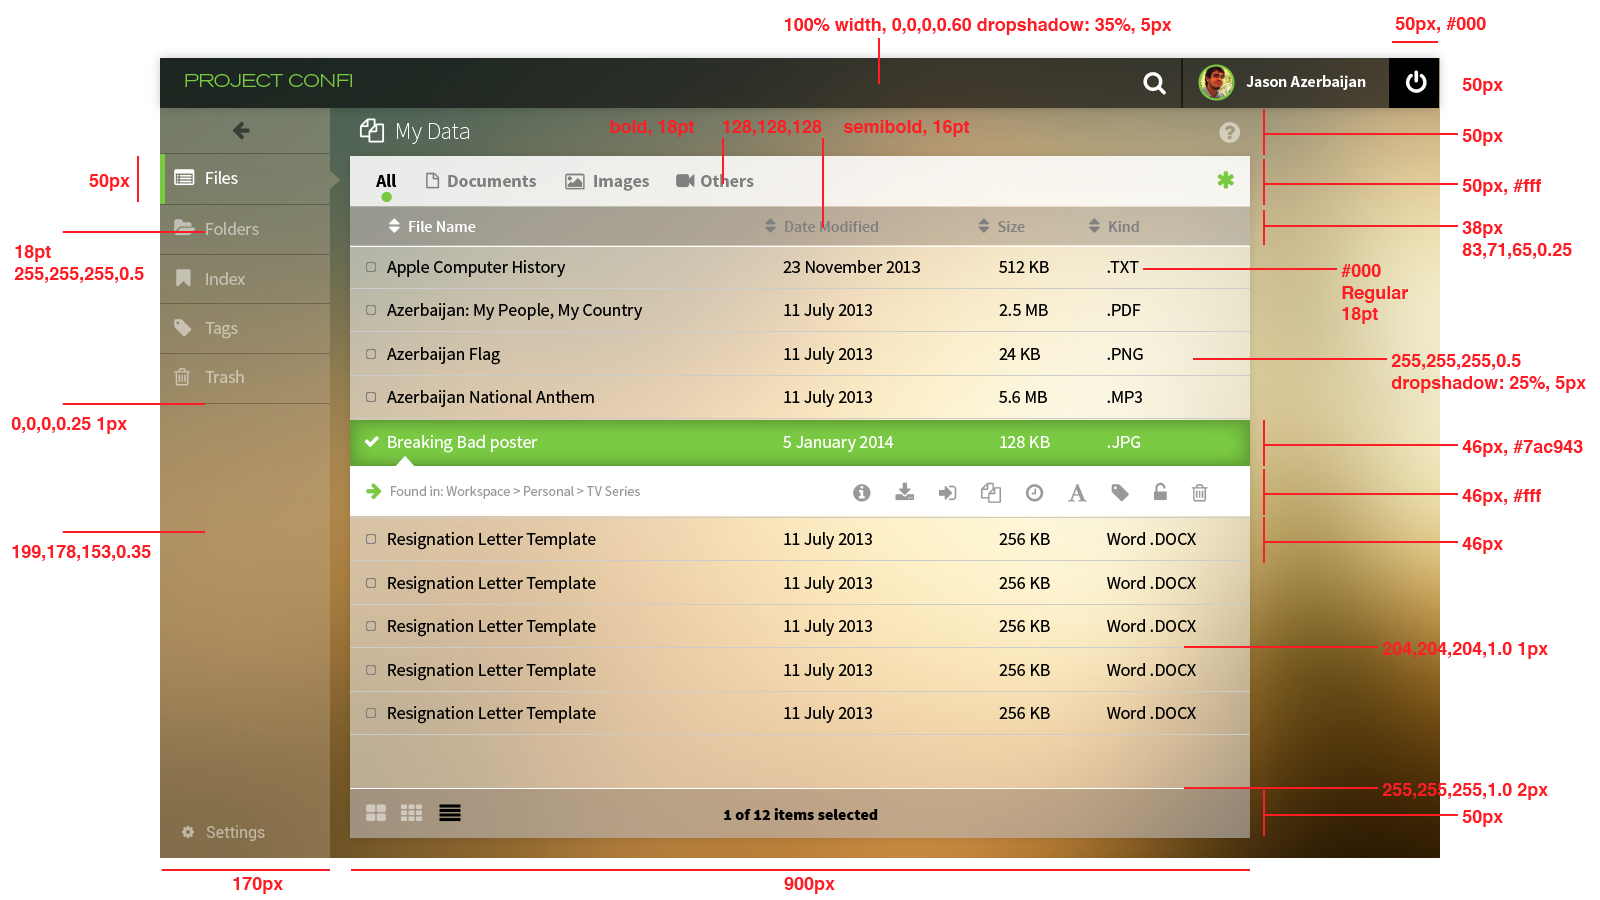 100% width, 0,0,0,0.60 dropshadow: 35%, 5px
50px, #000
PROJECT CONFI
Jason Azerbaijan
50px
My Data
bold, 18pt
128,128,128
semibold, 16pt
50px
50px
Files
All
Documents
Images
Others
50px, #fff
Folders
18pt
255,255,255,0.5
File Name
Date Modified
Size
Kind
38px
83,71,65,0.25
Index
Apple Computer History
23 November 2013
512 KB
.TXT
#000
Regular
18pt
Tags
Azerbaijan: My People, My Country
11 July 2013
2.5 MB
.PDF
Azerbaijan Flag
11 July 2013
24 KB
.PNG
255,255,255,0.5
dropshadow: 25%, 5px
Trash
Azerbaijan National Anthem
11 July 2013
5.6 MB
.MP3
0,0,0,0.25 1px
Breaking Bad poster
5 January 2014
128 KB
.JPG
46px, #7ac943
Found in: Workspace > Personal > TV Series
46px, #fff
199,178,153,0.35
Resignation Letter Template
11 July 2013
256 KB
Word .DOCX
46px
Resignation Letter Template
11 July 2013
256 KB
Word .DOCX
Resignation Letter Template
11 July 2013
256 KB
Word .DOCX
204,204,204,1.0 1px
Resignation Letter Template
11 July 2013
256 KB
Word .DOCX
Resignation Letter Template
11 July 2013
256 KB
Word .DOCX
255,255,255,1.0 2px
Settings
1 of 12 items selected
50px
170px
900px